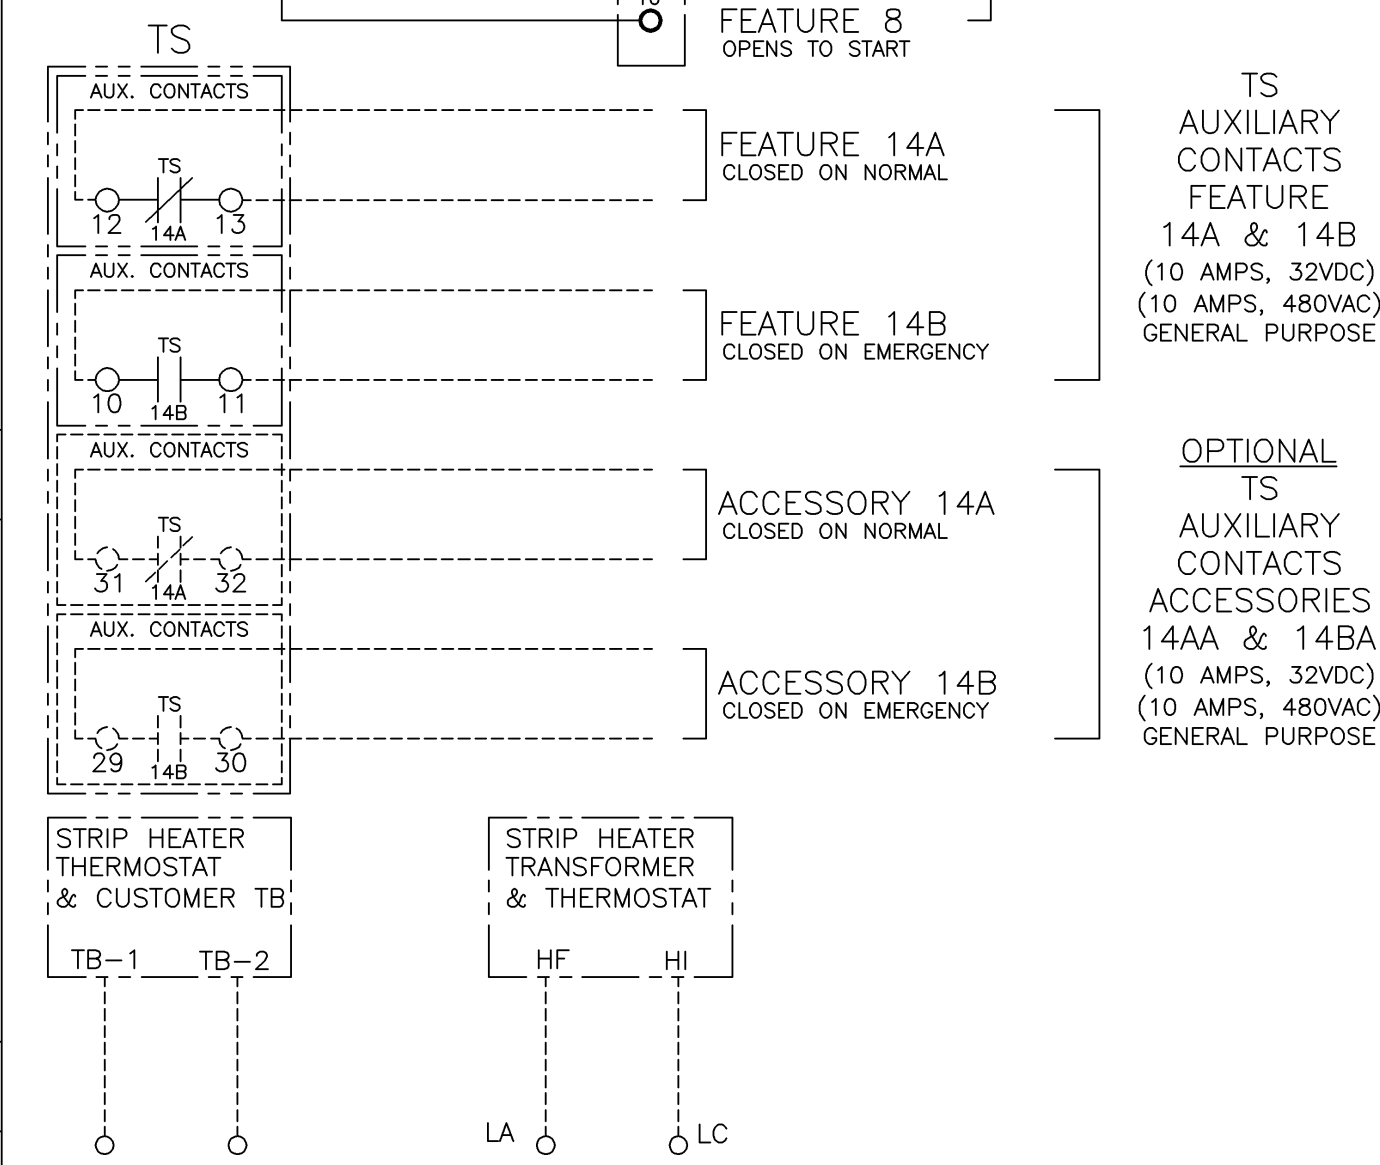 FEATURE 8
OPENS TO START
TS
AUX. CONTACTS
TS
12
14A
13
FEATURE 14A
CLOSED ON NORMAL
AUX. CONTACTS
TS
10
14B
11
FEATURE 14B
CLOSED ON EMERGENCY
TS
AUXILIARY
CONTACTS
FEATURE
14A & 14B
(10 AMPS, 32VDC)
(10 AMPS, 480VAC)
GENERAL PURPOSE
AUX. CONTACTS
TS
31
14A
32
ACCESSORY 14A
CLOSED ON NORMAL
AUX. CONTACTS
TS
29
14B
30
ACCESSORY 14B
CLOSED ON EMERGENCY
OPTIONAL
TS
AUXILIARY
CONTACTS
ACCESSORIES
14AA & 14BA
(10 AMPS, 32VDC)
(10 AMPS, 480VAC)
GENERAL PURPOSE
STRIP HEATER
THERMOSTAT
& CUSTOMER TB
TB-1
TB-2
STRIP HEATER
TRANSFORMER
& THERMOSTAT
HF
HI
LA
LC